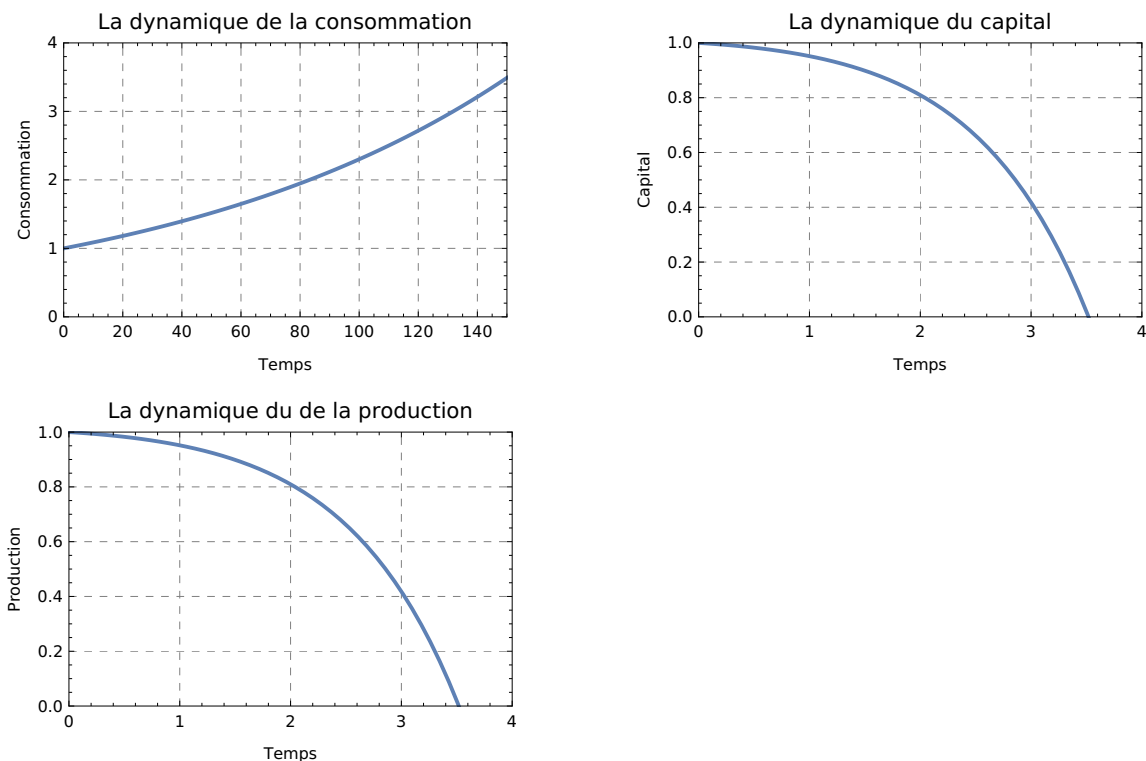 La dynamique de la consommation
4
3
2
1
0
Consommation
0 20 40 60 80 100 120 140
Temps
La dynamique du capital
1.0
0.8
0.6
0.4
0.2
0.0
Capital
0 1 2 3 4
Temps
La dynamique du de la production
1.0
0.8
0.6
0.4
0.2
0.0
Production
0 1 2 3 4
Temps